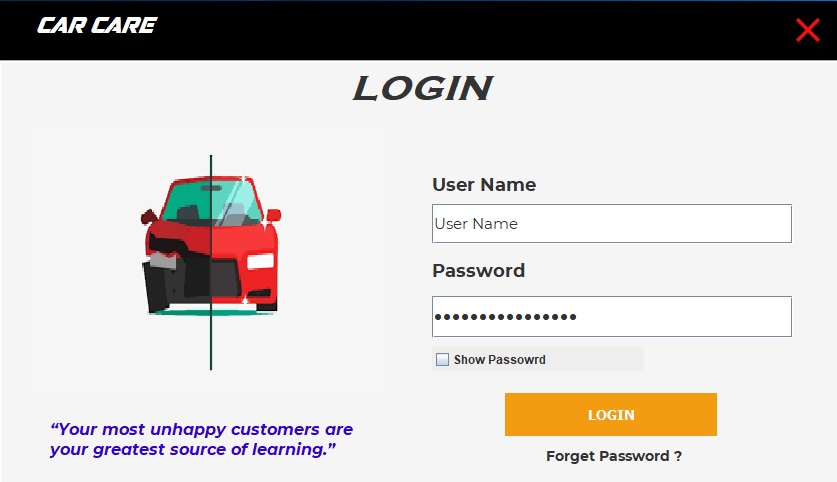 CAR CARE
LOGIN
User Name
User Name
Password
••••••••••••••••
Show Passowrd
LOGIN
Forget Password ?
“Your most unhappy customers are
your greatest source of learning.”